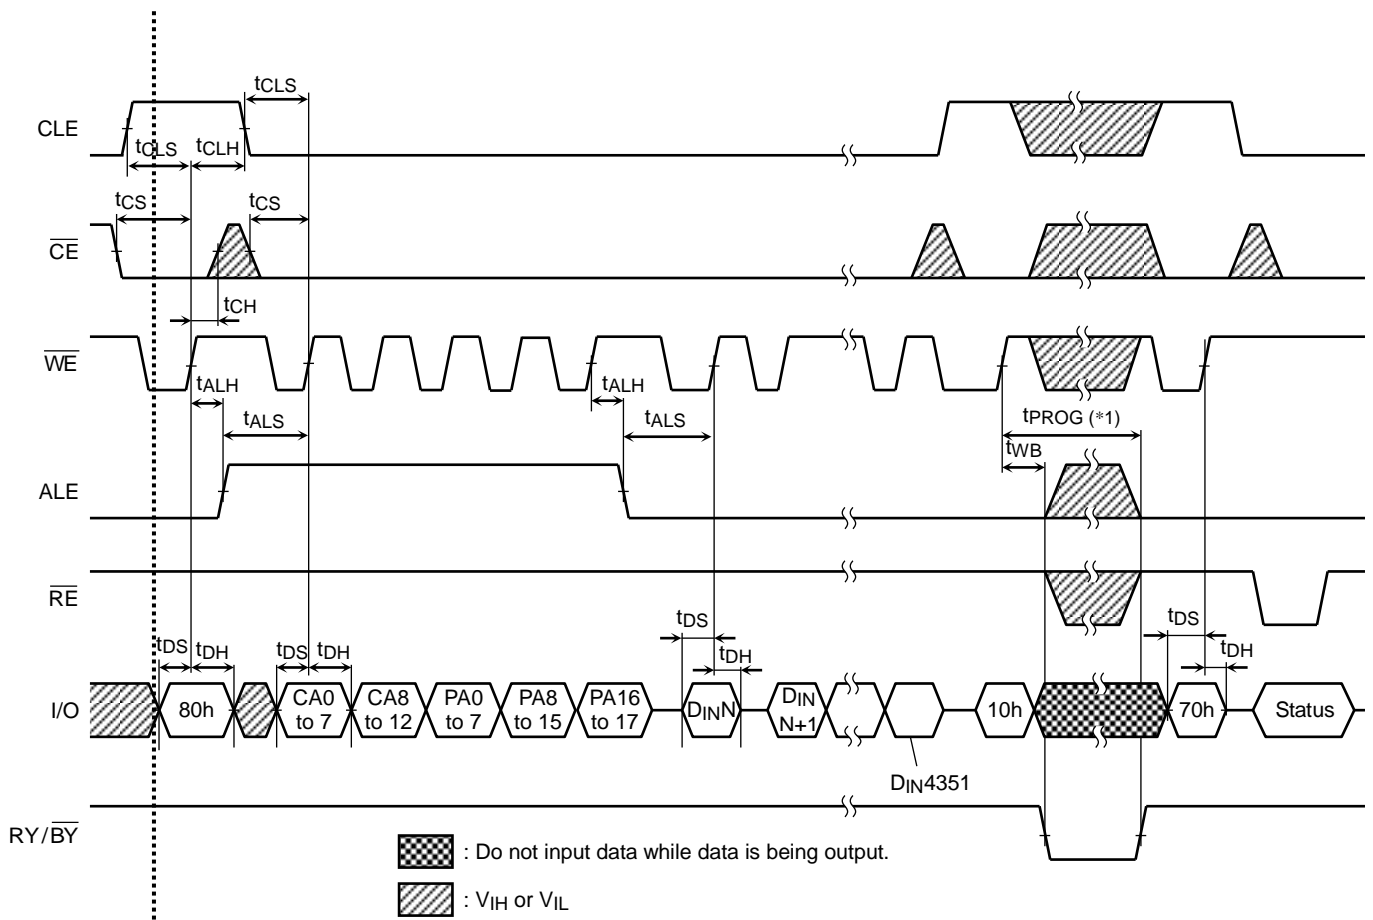 tCLS
CLE
tCLS tCLH
tCS tCS
CE
tCH
WE
tALH tALH
tALS tALS tPROG (*1)
tWB
ALE
RE
tDS tDH tDS tDH tDS tDH tDS tDH
I/O 80h CA0 to 7 CA8 to 12 PA0 to 7 PA8 to 15 PA16 to 17 DINN DIN N+1 10h 70h Status
DIN4351
RY/BY
: Do not input data while data is being output.
: VIH or VIL